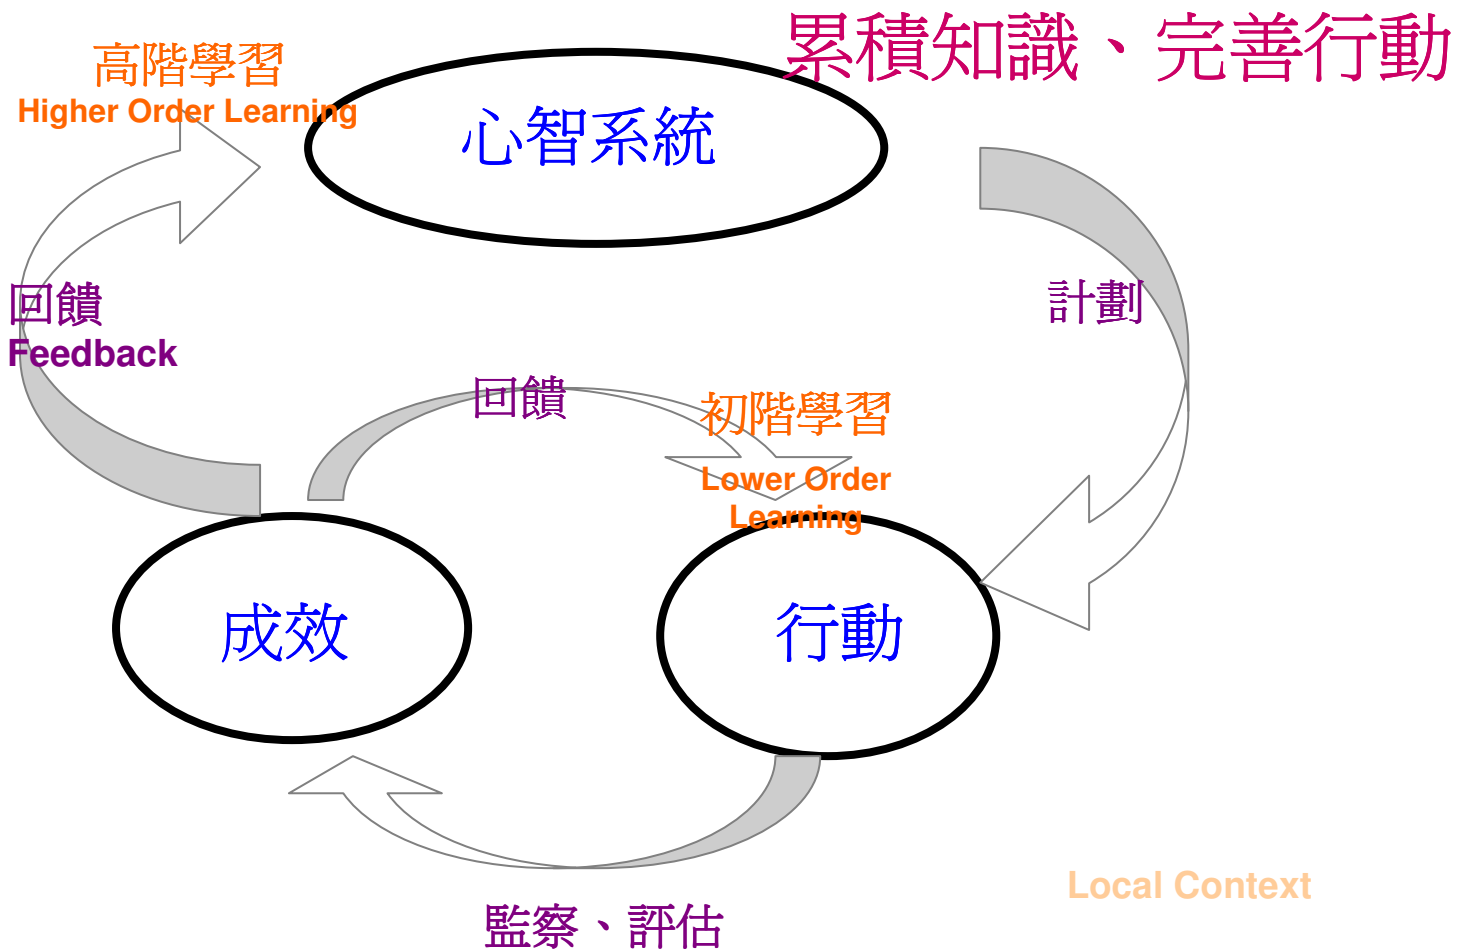 累積知識、完善行動
高階學習
Higher Order Learning
心智系統
回饋
Feedback
計劃
回饋
初階學習
Lower Order
Learning
成效
行動
Local Context
監察、評估